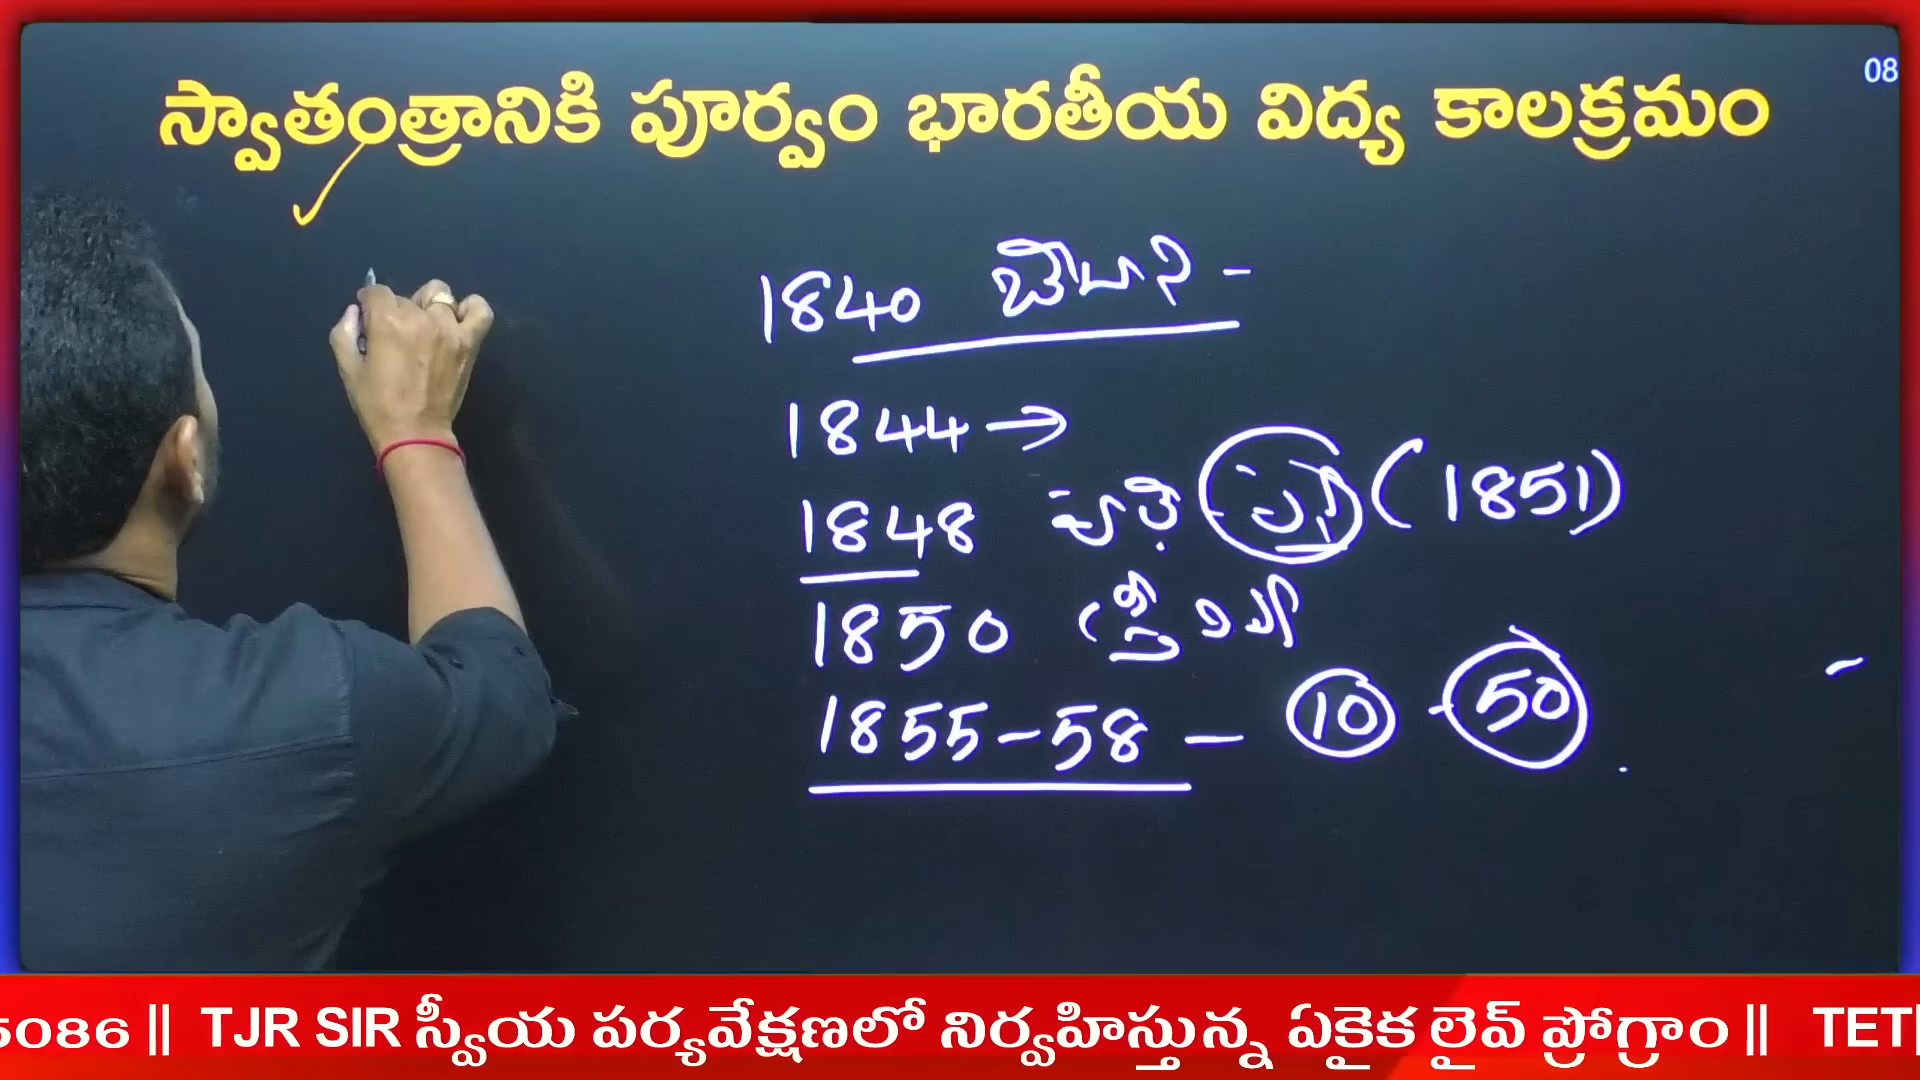 08
స్వాతంత్రానికి పూర్వం భారతీయ విద్య కాలక్రమం
1840 -
1844 →
1848 పూలే (1851)
1850 స్త్రీ విద్య
1855-58 - 10 - 50
5086 || TJR SIR స్వీయ పర్యవేక్షణలో నిర్వహిస్తున్న ఏకైక లైవ్ ప్రోగ్రాం || TET|